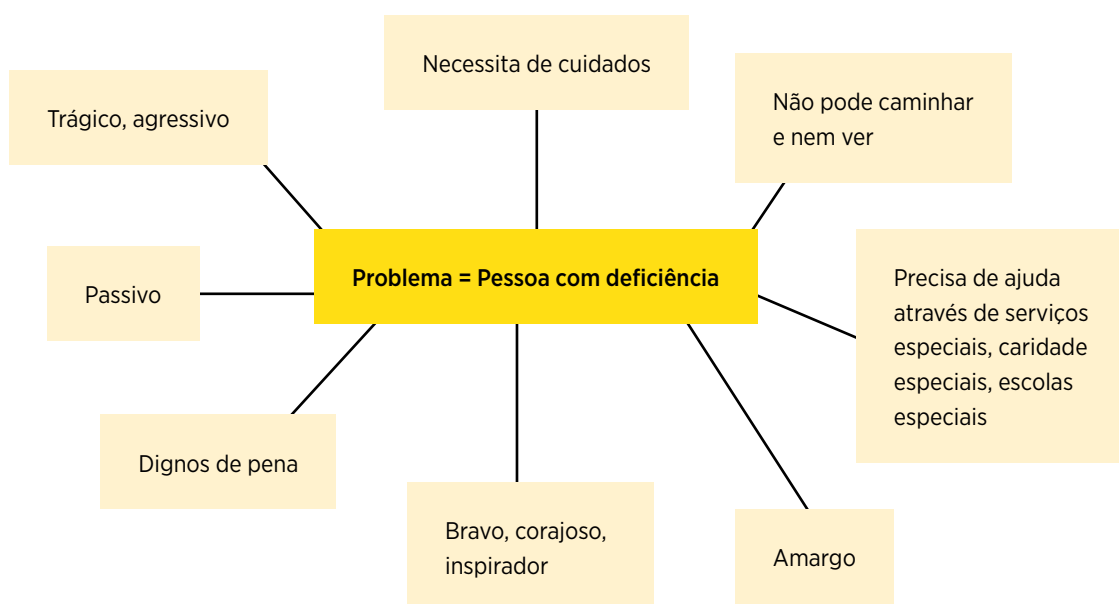 Necessita de cuidados
Trágico, agressivo
Não pode caminhar
e nem ver
Problema = Pessoa com deficiência
Passivo
Precisa de ajuda
através de serviços
especiais, caridade
especiais, escolas
especiais
Dignos de pena
Bravo, corajoso,
inspirador
Amargo